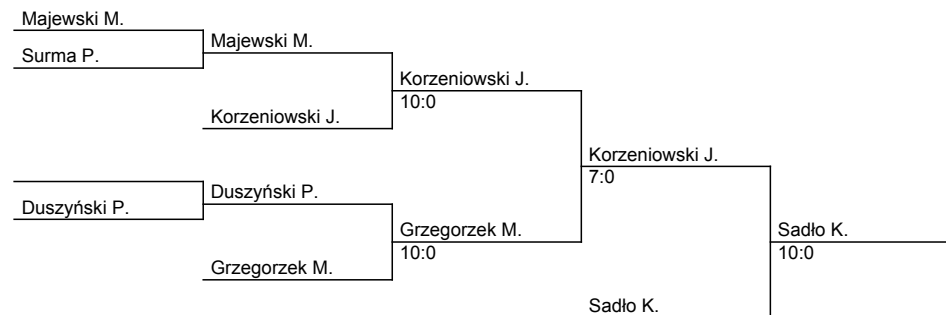 Majewski M.
Surma P.
Majewski M.
Korzeniowski J.
Korzeniowski J.
10:0
Duszyński P.
Duszyński P.
Grzegorzek M.
Grzegorzek M.
10:0
Korzeniowski J.
7:0
Sadło K.
Sadło K.
10:0